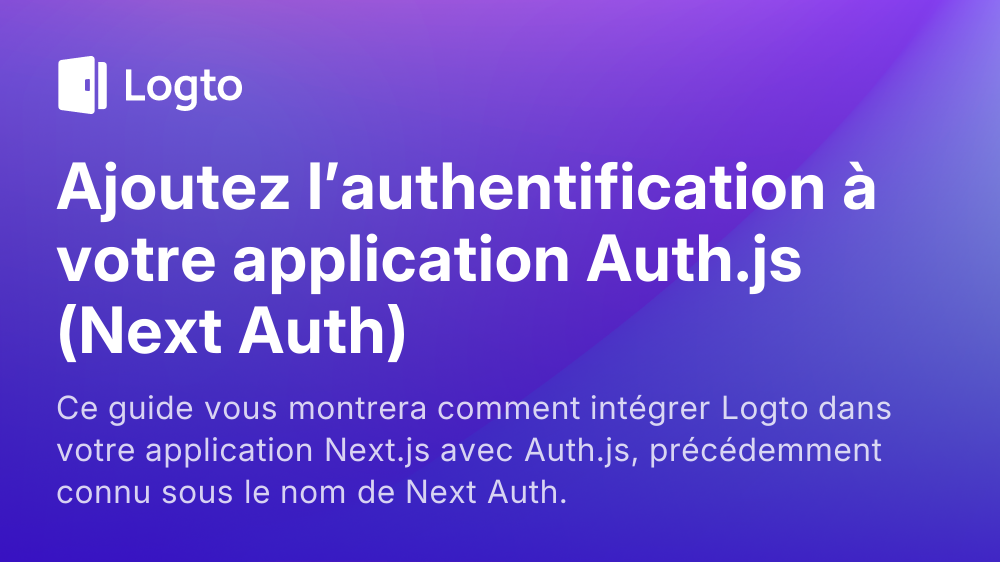 Logto
Ajoutez l’authentification à
votre application Auth.js
(Next Auth)
Ce guide vous montrera comment intégrer Logto dans
votre application Next.js avec Auth.js, précédemment
connu sous le nom de Next Auth.